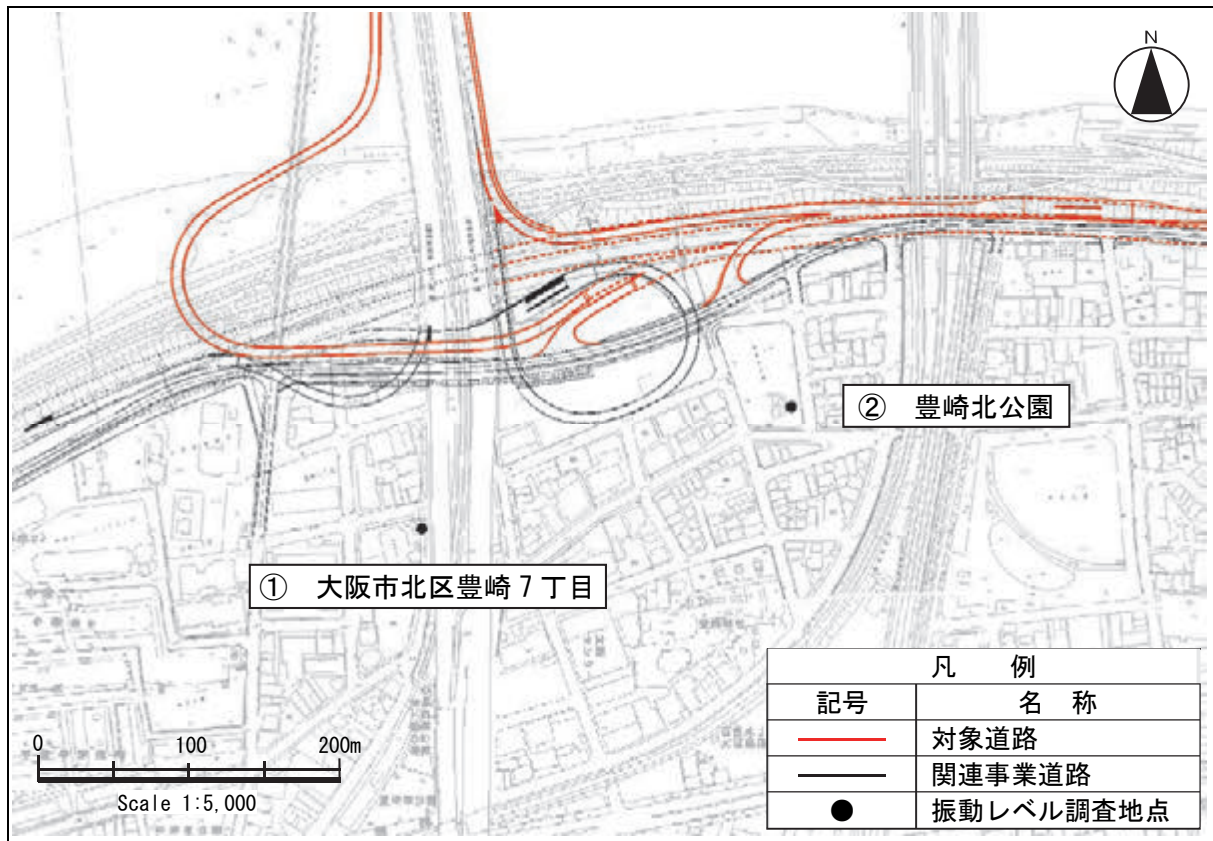 N
② 豊崎北公園
① 大阪市北区豊崎7丁目
凡 例
記号 名 称
対象道路
関連事業道路
振動レベル調査地点
0 100 200m
Scale 1:5,000